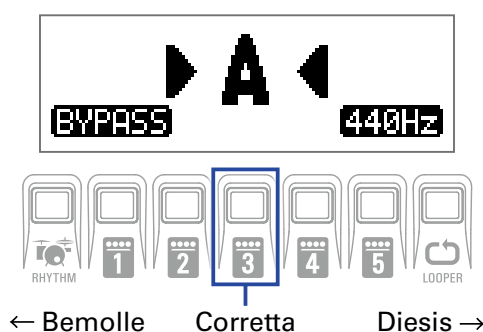 A
BYPASS 440Hz
RHYTHM 1 2 3 4 5 LOOPER
← Bemolle Corretta Diesis →